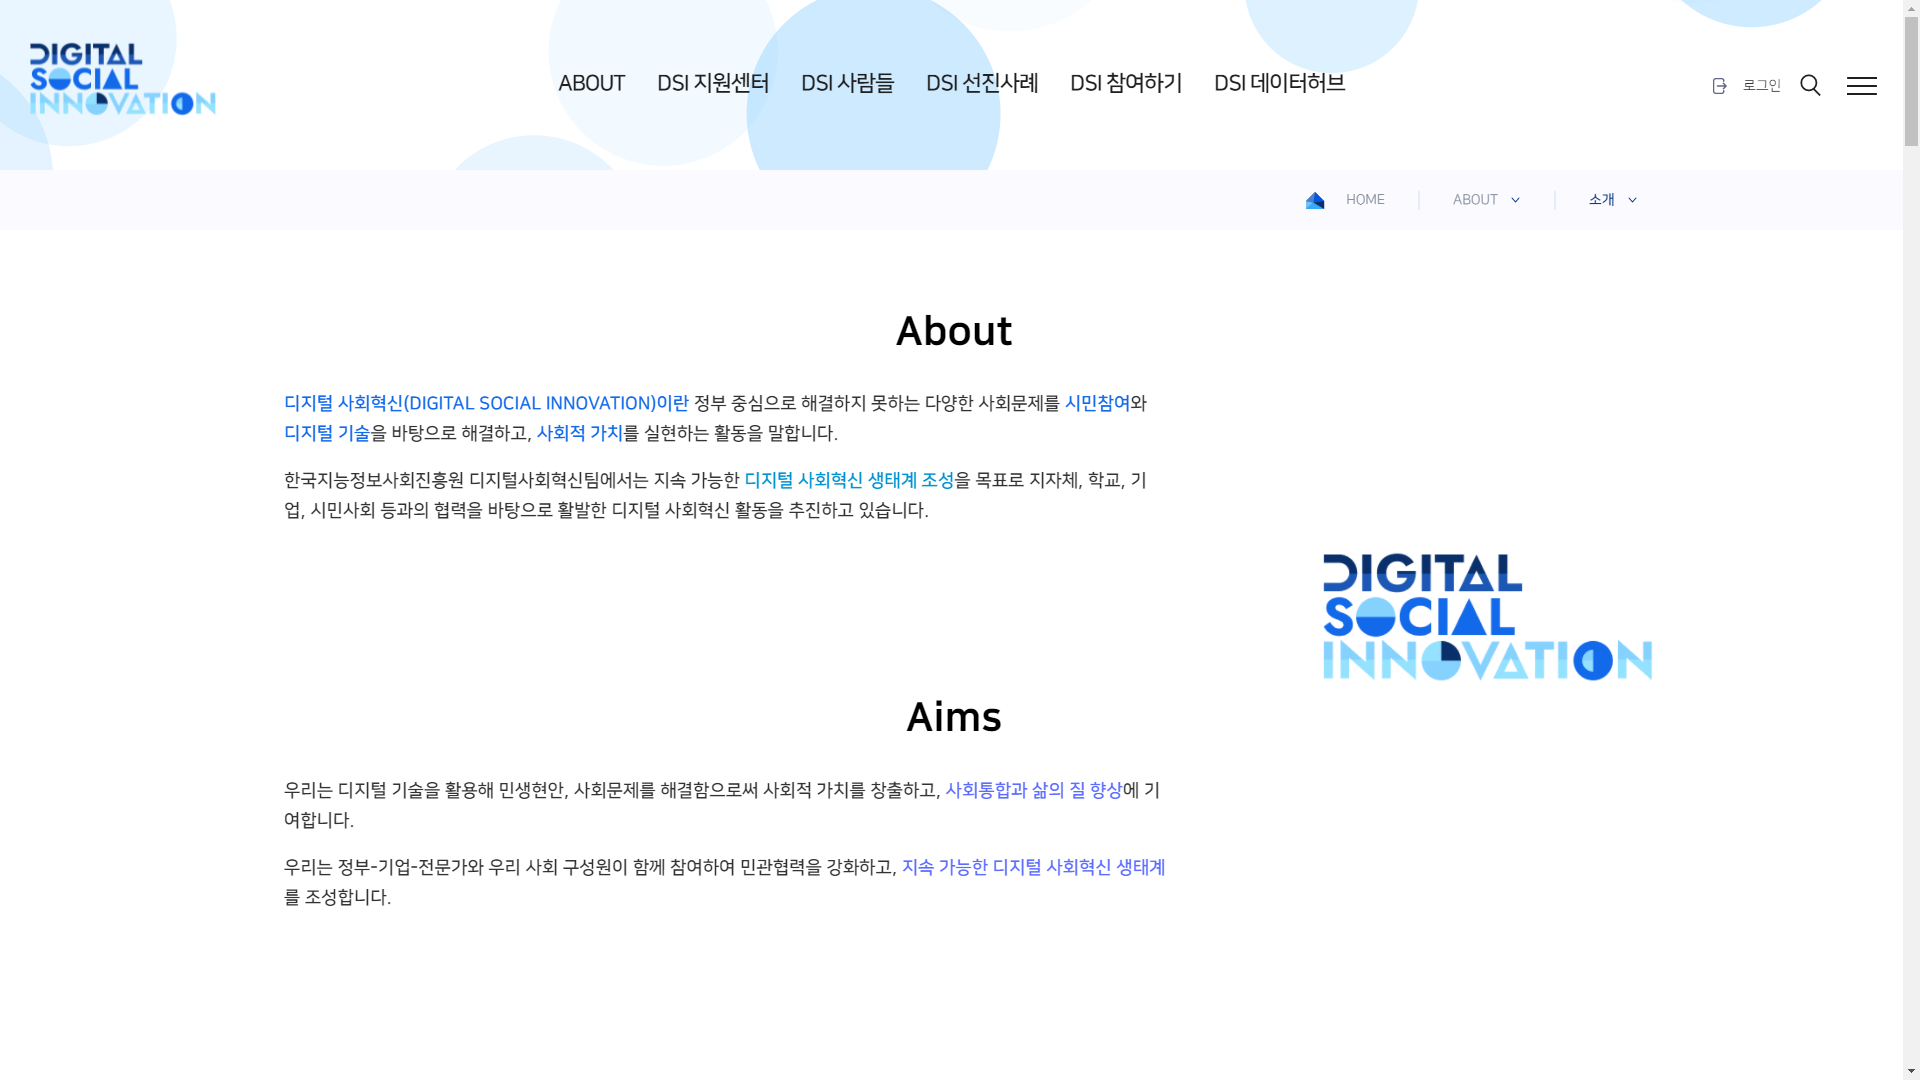 DIGITAL
SOCIAL
INNOVATION
ABOUT DSI 지원센터 DSI 사람들 DSI 선진사례 DSI 참여하기 DSI 데이터허브
로그인
HOME ABOUT 소개
About
디지털 사회혁신(DIGITAL SOCIAL INNOVATION)이란 정부 중심으로 해결하지 못하는 다양한 사회문제를 시민참여와
디지털 기술을 바탕으로 해결하고, 사회적 가치를 실현하는 활동을 말합니다.
한국지능정보사회진흥원 디지털사회혁신팀에서는 지속 가능한 디지털 사회혁신 생태계 조성을 목표로 지자체, 학교, 기
업, 시민사회 등과의 협력을 바탕으로 활발한 디지털 사회혁신 활동을 추진하고 있습니다.
DIGITAL
SOCIAL
INNOVATION
Aims
우리는 디지털 기술을 활용해 민생현안, 사회문제를 해결함으로써 사회적 가치를 창출하고, 사회통합과 삶의 질 향상에 기
여합니다.
우리는 정부-기업-전문가와 우리 사회 구성원이 함께 참여하여 민관협력을 강화하고, 지속 가능한 디지털 사회혁신 생태계
를 조성합니다.